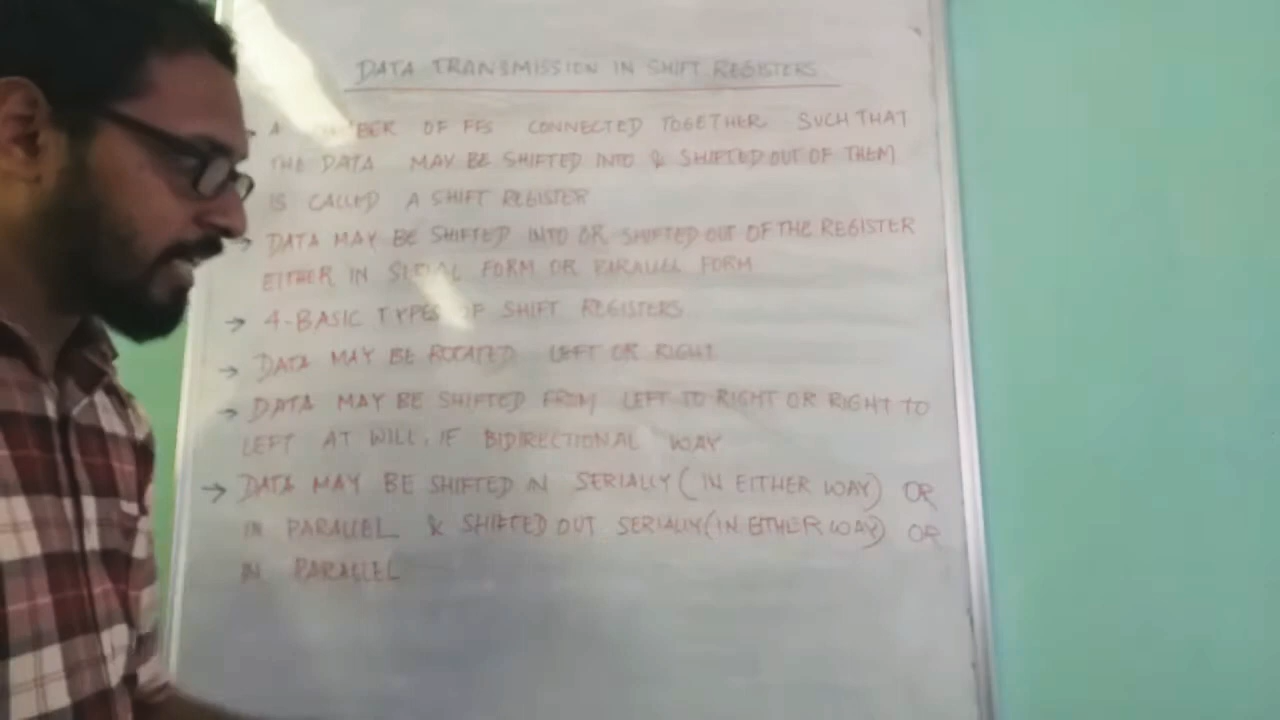 DATA TRANSMISSION IN SHIFT REGISTERS
→ A NUMBER OF FFS CONNECTED TOGETHER SUCH THAT
THE DATA MAY BE SHIFTED INTO & SHIFTED OUT OF THEM
IS CALLED A SHIFT REGISTER
→ DATA MAY BE SHIFTED INTO OR SHIFTED OUT OF THE REGISTER
EITHER IN SERIAL FORM OR PARALLEL FORM
→ 4-BASIC TYPES OF SHIFT REGISTERS
→ DATA MAY BE ROTATED LEFT OR RIGHT
→ DATA MAY BE SHIFTED FROM LEFT TO RIGHT OR RIGHT TO
LEFT AT WILL, IF BIDIRECTIONAL WAY
→ DATA MAY BE SHIFTED IN SERIALLY (IN EITHER WAY) OR
IN PARALLEL & SHIFTED OUT SERIALLY (IN EITHER WAY) OR
IN PARALLEL